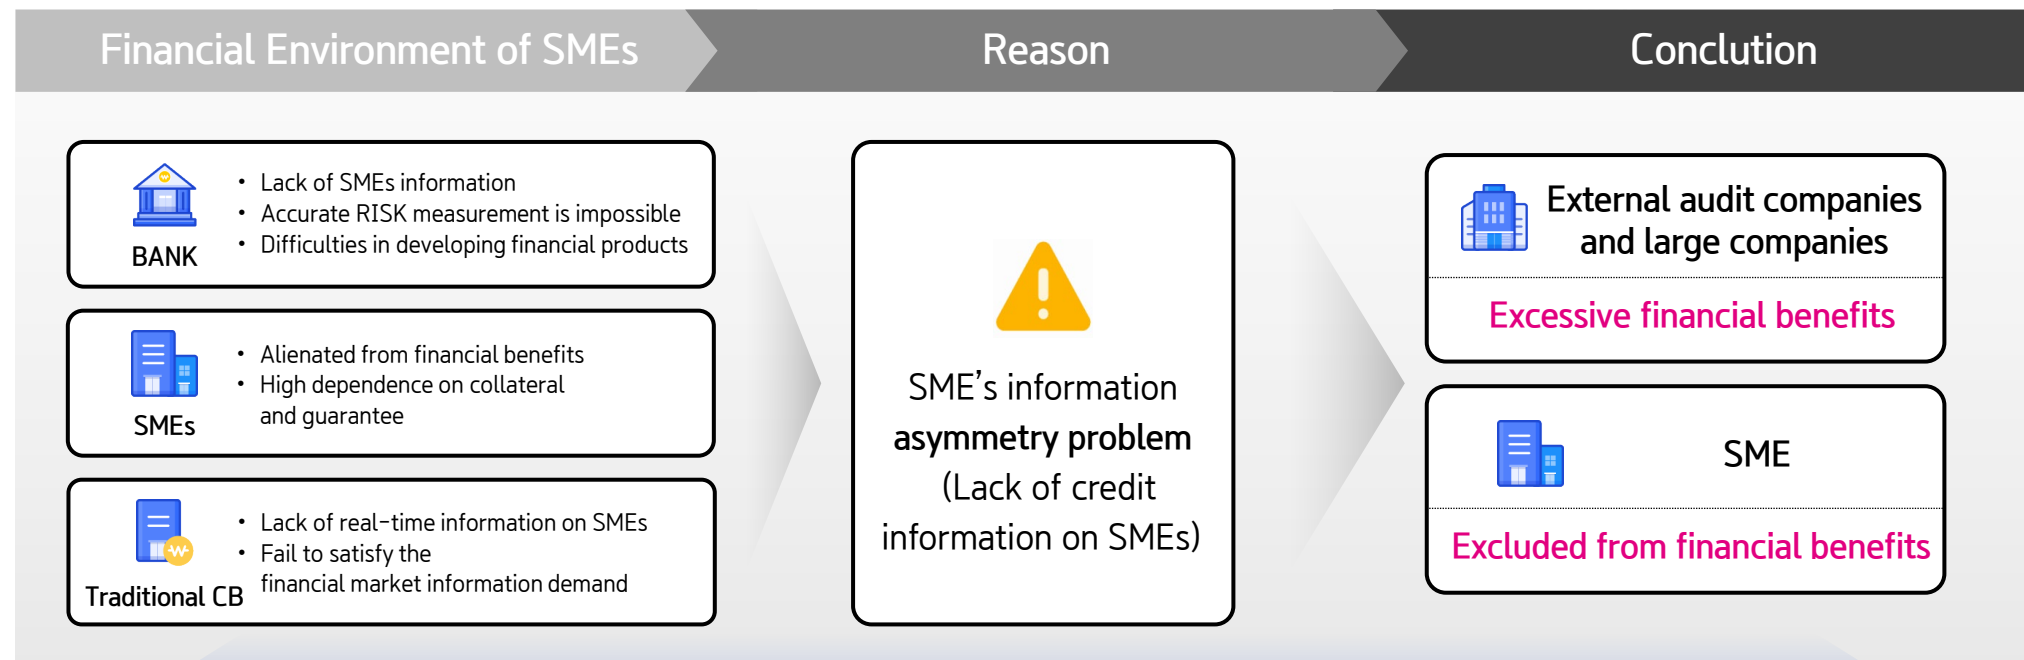 Financial Environment of SMEs
Reason
Conclution
BANK
• Lack of SMEs information
• Accurate RISK measurement is impossible
• Difficulties in developing financial products
SMEs
• Alienated from financial benefits
• High dependence on collateral
and guarantee
Traditional CB
• Lack of real-time information on SMEs
• Fail to satisfy the
financial market information demand
SME's information
asymmetry problem
(Lack of credit
information on SMEs)
External audit companies
and large companies
Excessive financial benefits
SME
Excluded from financial benefits